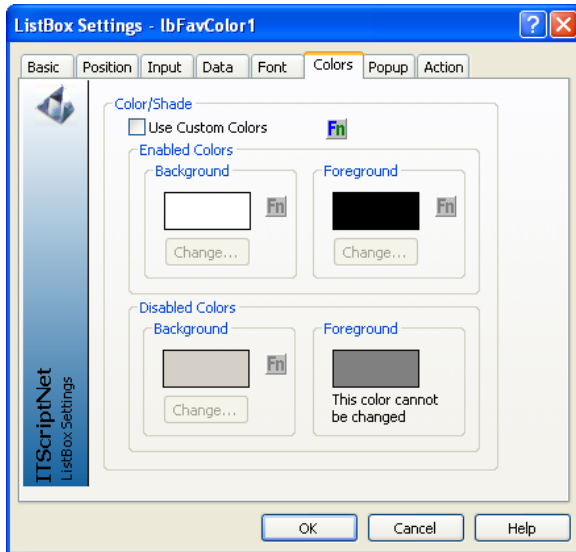 ListBox Settings - lbFavColor1
Basic Position Input Data Font Colors Popup Action
Color/Shade
Use Custom Colors Fn
Enabled Colors
Background Foreground
Fn Fn
Change... Change...
Disabled Colors
Background Foreground
Fn
This color cannot
be changed
Change...
ITScriptNet
ListBox Settings
OK Cancel Help